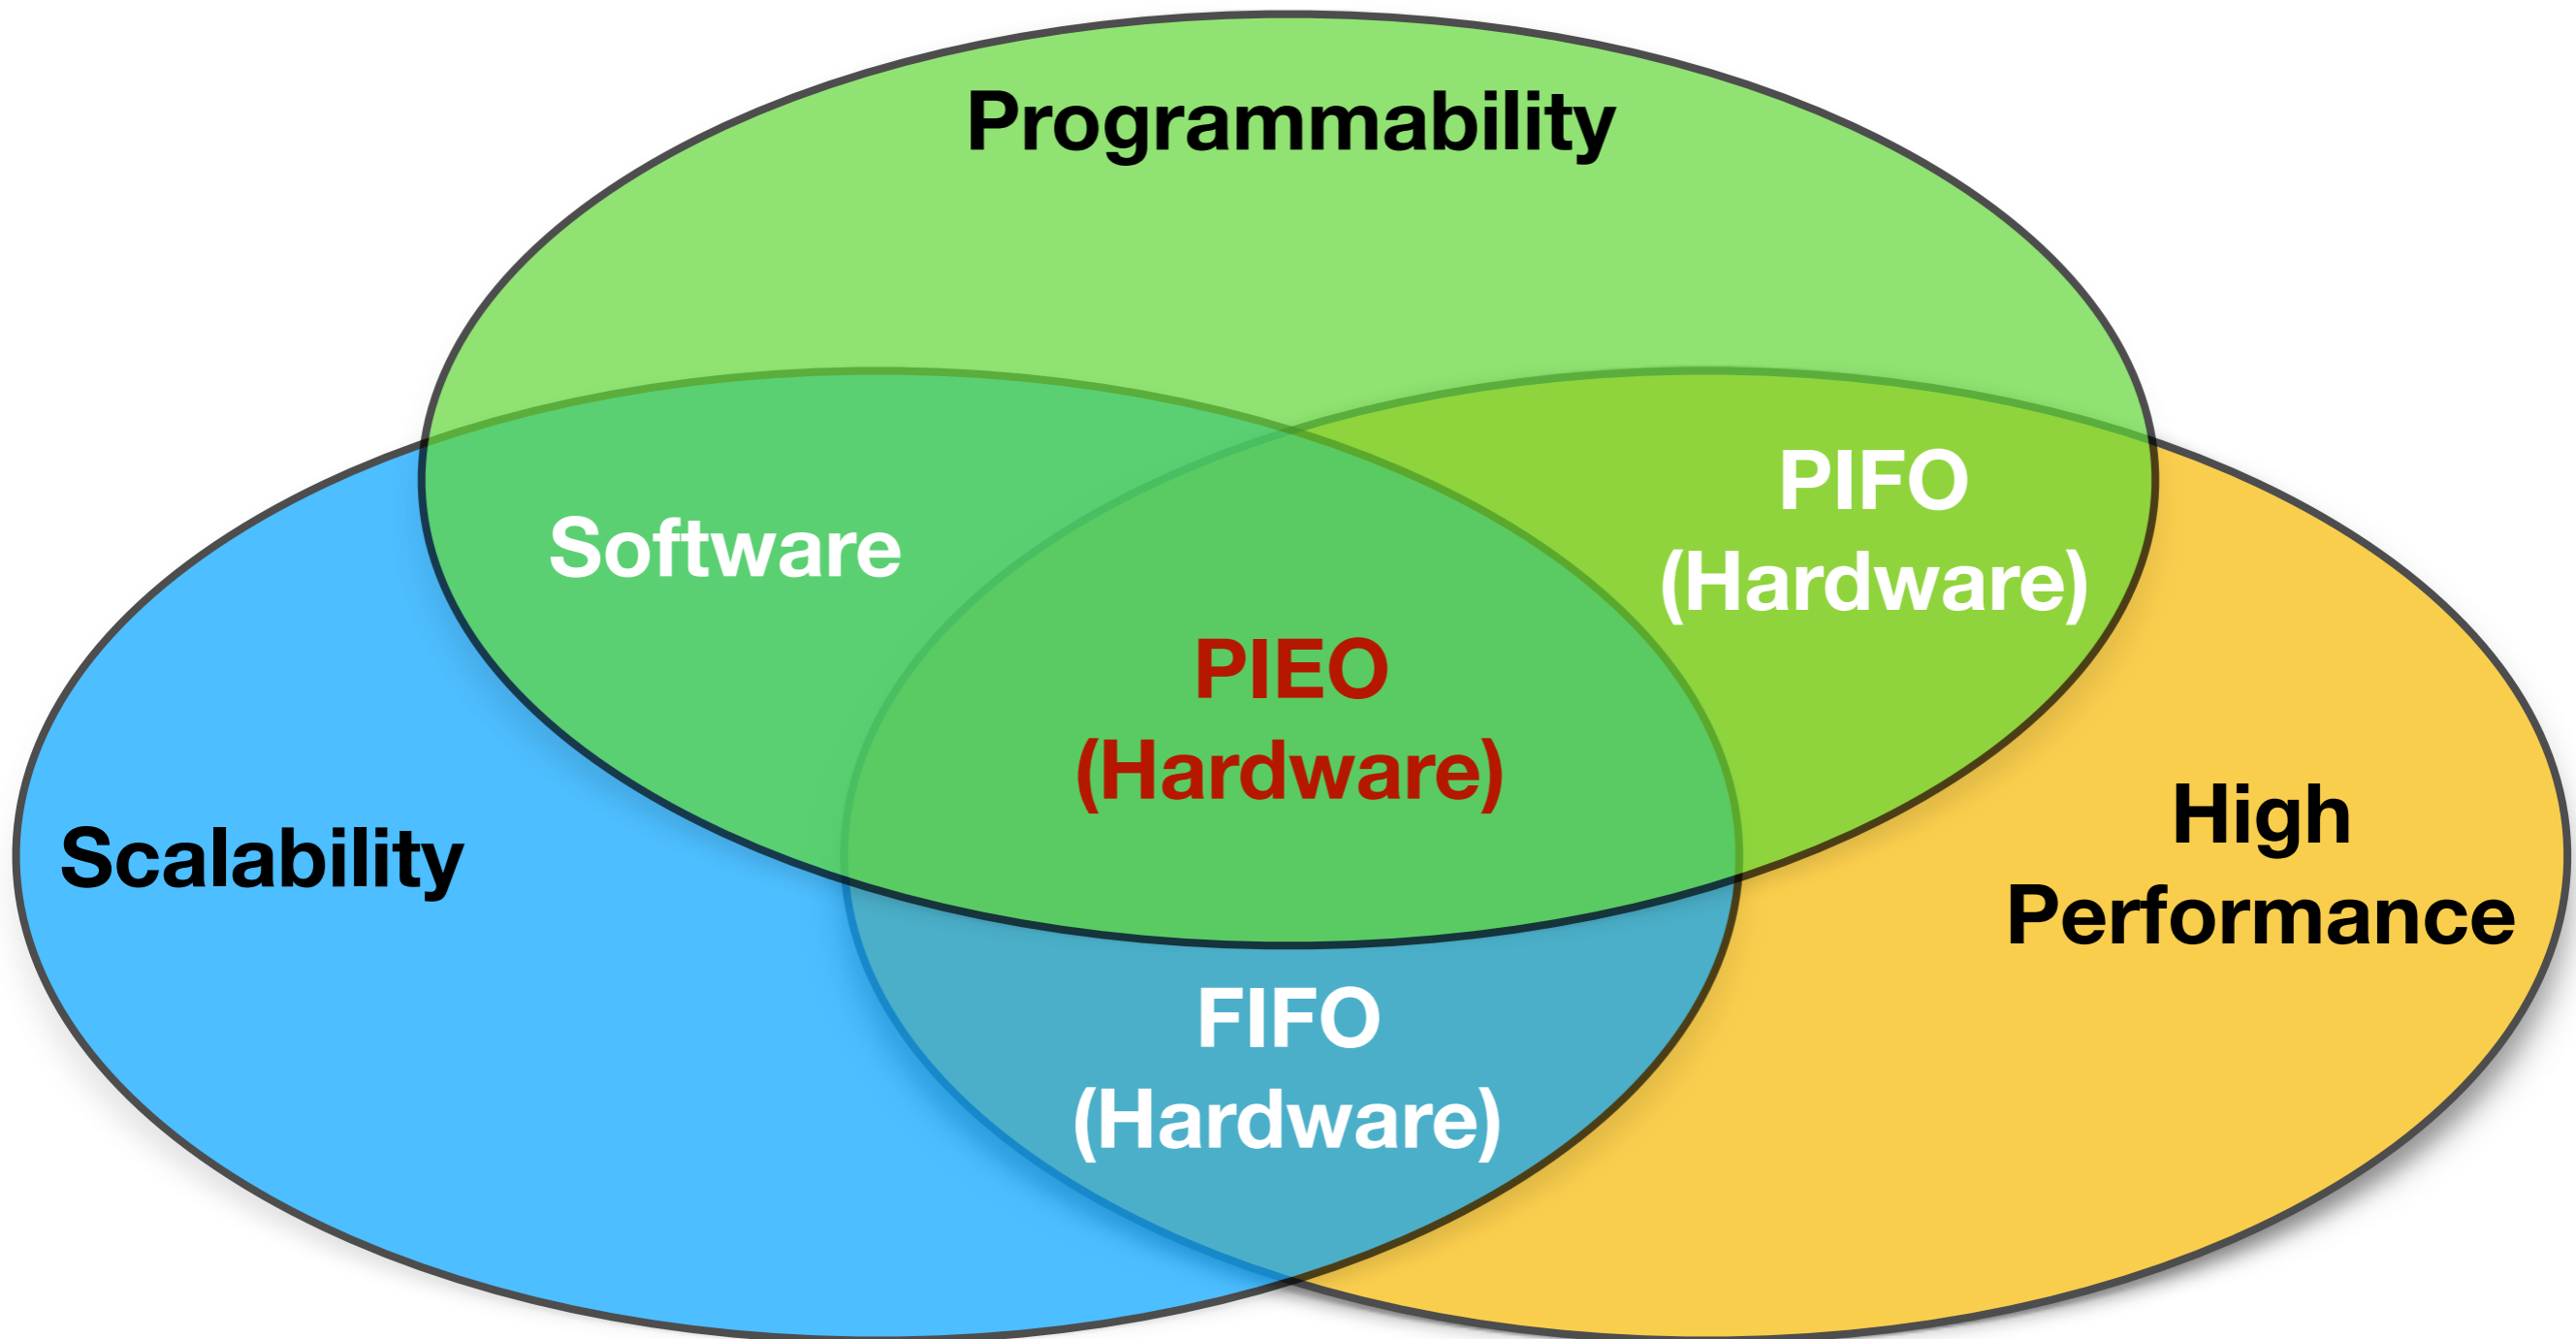 Programmability
Software
PIFO
(Hardware)
PIEO
(Hardware)
Scalability
High
Performance
FIFO
(Hardware)